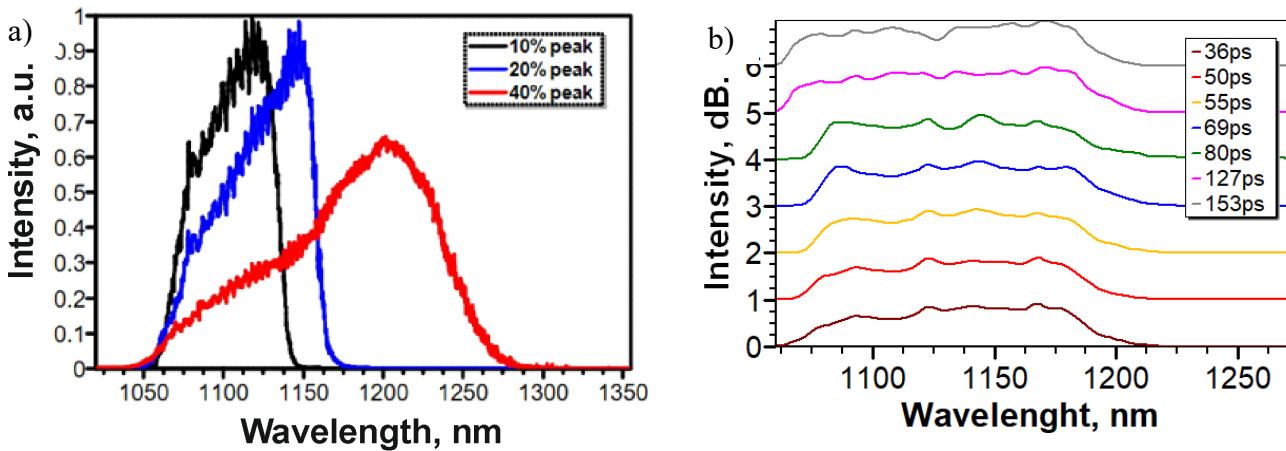 a)
Intensity, a.u.
1
0.9
0.8
0.7
0.6
0.5
0.4
0.3
0.2
0.1
0
10% peak
20% peak
40% peak
1050 1100 1150 1200 1250 1300 1350
Wavelength, nm
b)
Intensity, dB.
6
5
4
3
2
1
0
36ps
50ps
55ps
69ps
80ps
127ps
153ps
1100 1150 1200 1250
Wavelenght, nm